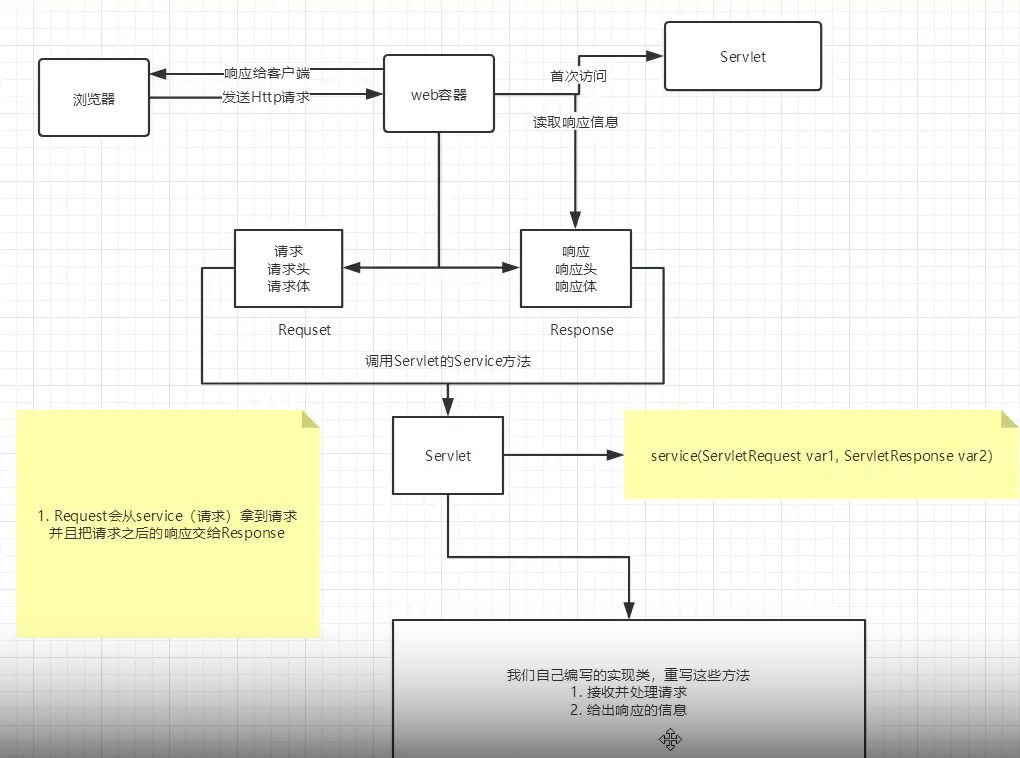 Servlet
响应给客户端
首次访问
浏览器
web容器
发送Http请求
读取响应信息
请求
请求头
请求体
响应
响应头
响应体
Requset
Response
调用Servlet的Service方法
Servlet
service(ServletRequest var1, ServletResponse var2)
1. Request会从service（请求）拿到请求
并且把请求之后的响应交给Response
我们自己编写的实现类，重写这些方法
1. 接收并处理请求
2. 给出响应的信息